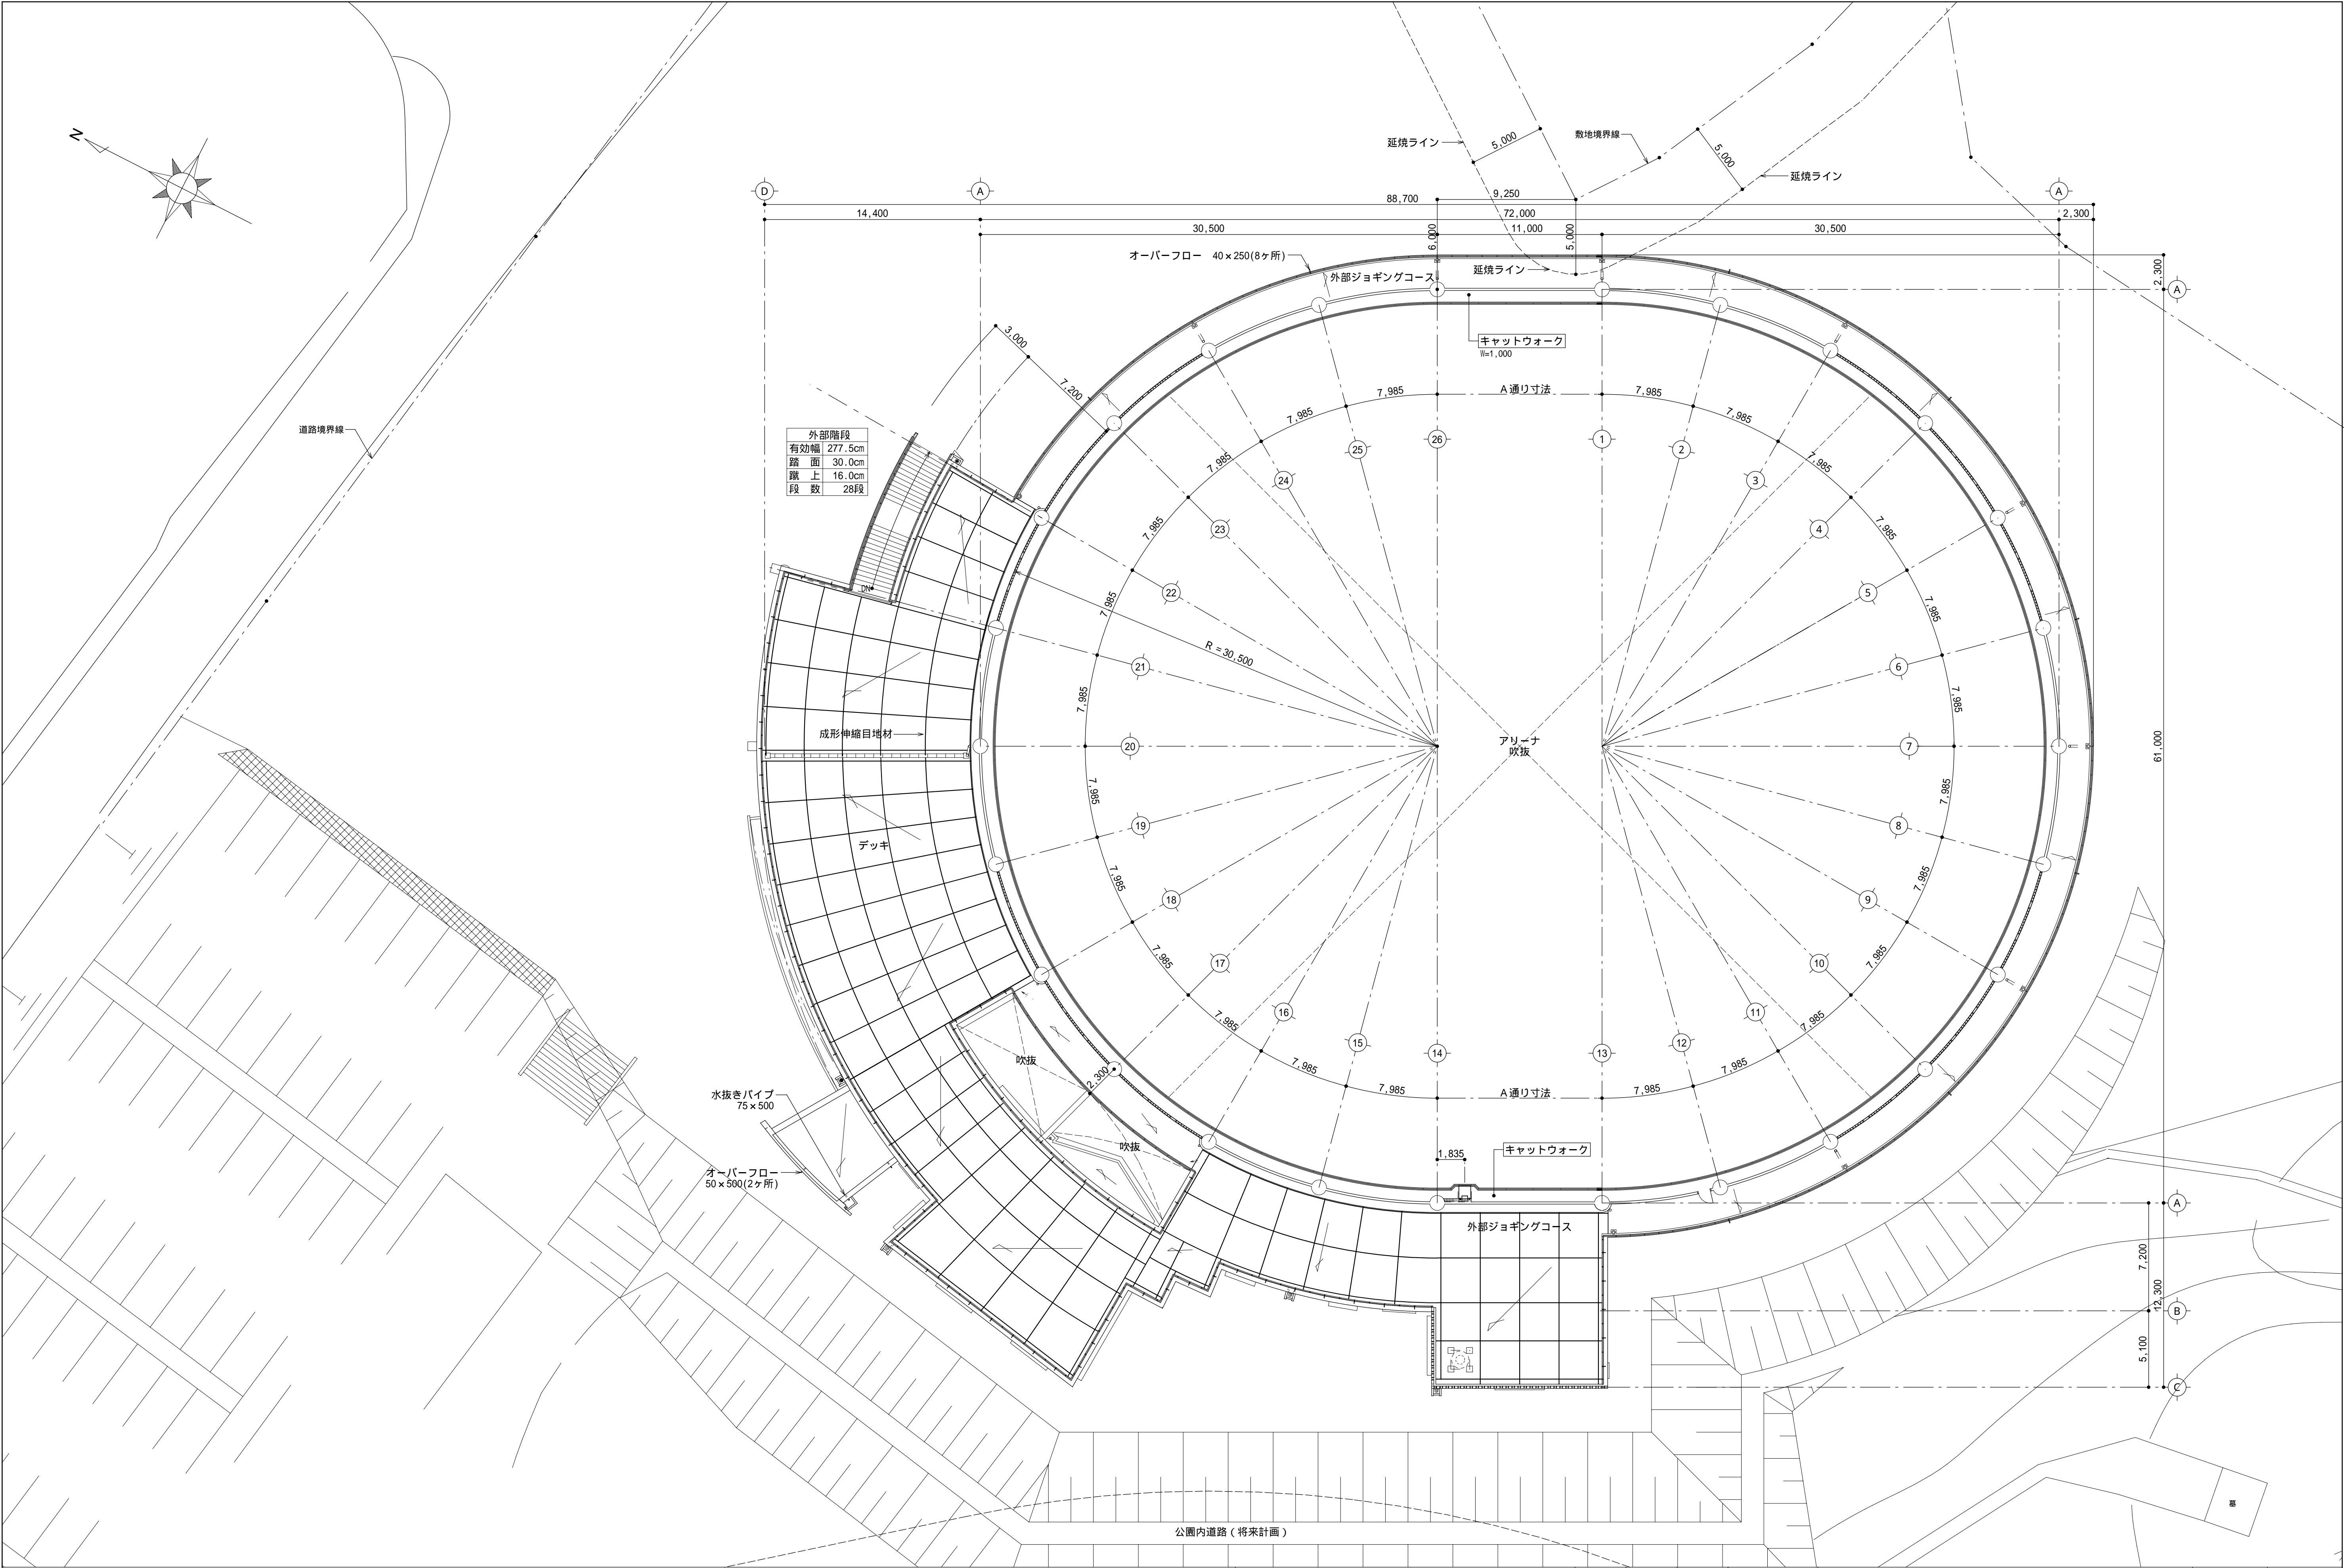 N
延焼ライン
5,000
敷地境界線
5,000
延焼ライン
D
A
A
9,250
88,700
14,400
72,000
2,300
30,500
6,000
11,000
5,000
30,500
オーバーフロー 40×250(8ヶ所)
外部ジョギングコース
延焼ライン
2,300
A
3,000
キャットウォーク
W=1,000
7,200
7,985
A通り寸法
7,985
7,985
7,985
道路境界線
外部階段
有効幅 277.5cm
踏 面 30.0cm
蹴 上 16.0cm
段 数 28段
26
1
25
2
7,985
7,985
24
3
7,985
7,985
23
4
DN
7,985
22
5
7,985
R =30,500
21
6
7,985
7,985
成形伸縮目地材
20
アリーナ
吹抜
7
61,000
7,985
7,985
19
8
デッキ
7,985
7,985
18
9
7,985
7,985
17
10
7,985
7,985
16
11
吹抜
15
12
14
13
7,985
7,985
2,300
7,985
A通り寸法
7,985
水抜きパイプ
75×500
吹抜
1,835
キャットウォーク
オーバーフロー
50×500(2ヶ所)
A
外部ジョギングコース
7,200
12,300
B
5,100
C
墓
公園内道路(将来計画)